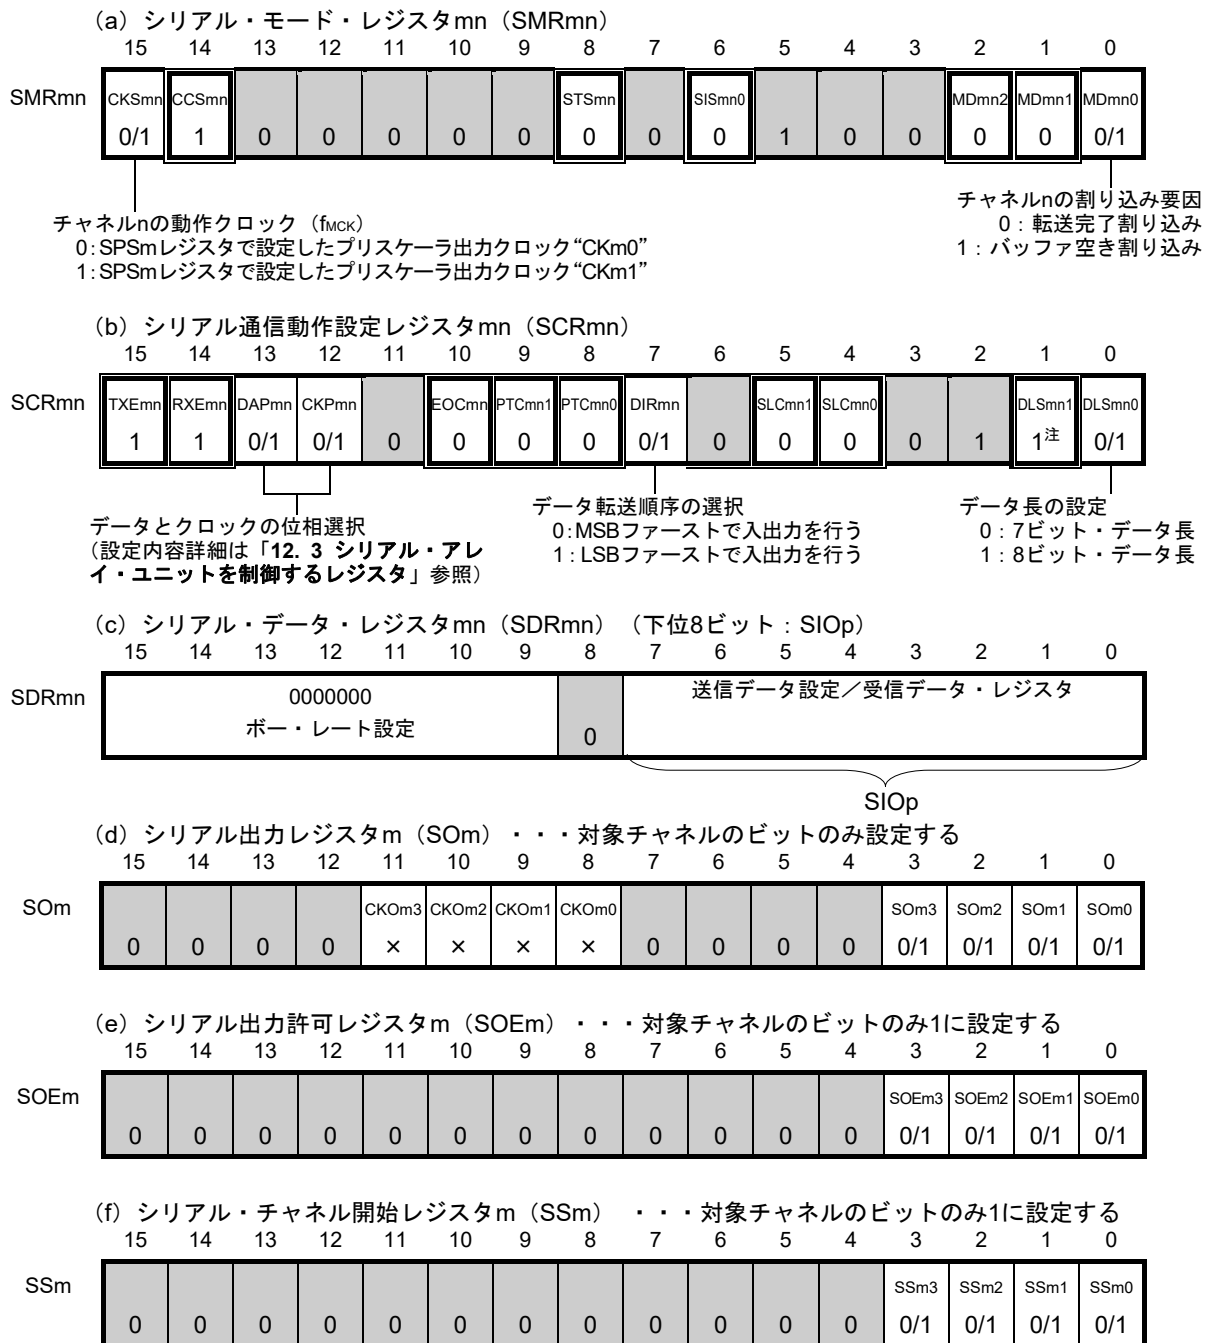 (a) シリアル・モード・レジスタmn（SMRmn）
15 14 13 12 11 10 9 8 7 6 5 4 3 2 1 0
SMRmn CKSmn CCSmn STSmn SISmn0 MDmn2 MDmn1 MDmn0
0/1 1 0 0 0 0 0 0 0 0 1 0 0 0 0 0/1
チャネルnの動作クロック（fMCK）
0：SPSmレジスタで設定したプリスケーラ出力クロック“CKm0”
1：SPSmレジスタで設定したプリスケーラ出力クロック“CKm1”
チャネルnの割り込み要因
0：転送完了割り込み
1：バッファ空き割り込み
(b) シリアル通信動作設定レジスタmn（SCRmn）
15 14 13 12 11 10 9 8 7 6 5 4 3 2 1 0
SCRmn TXEmn RXEmn DAPmn CKPmn EOCmn PTCmn1 PTCmn0 DIRmn SLCmn1 SLCmn0 DLSmn1 DLSmn0
1 1 0/1 0/1 0 0 0 0 0/1 0 0 0 0 1 1注 0/1
データとクロックの位相選択
（設定内容詳細は「12. 3 シリアル・アレ
イ・ユニットを制御するレジスタ」参照）
データ転送順序の選択
0：MSBファーストで入出力を行う
1：LSBファーストで入出力を行う
データ長の設定
0：7ビット・データ長
1：8ビット・データ長
(c) シリアル・データ・レジスタmn（SDRmn）（下位8ビット：SIOp）
15 14 13 12 11 10 9 8 7 6 5 4 3 2 1 0
SDRmn 0000000
ボー・レート設定
0
送信データ設定／受信データ・レジスタ
SIOp
(d) シリアル出力レジスタm（SOm）・・・対象チャネルのビットのみ設定する
15 14 13 12 11 10 9 8 7 6 5 4 3 2 1 0
SOm CKOm3 CKOm2 CKOm1 CKOm0 SOm3 SOm2 SOm1 SOm0
0 0 0 0 × × × × 0 0 0 0 0/1 0/1 0/1 0/1
(e) シリアル出力許可レジスタm（SOEm）・・・対象チャネルのビットのみ1に設定する
15 14 13 12 11 10 9 8 7 6 5 4 3 2 1 0
SOEm SOEm3 SOEm2 SOEm1 SOEm0
0 0 0 0 0 0 0 0 0 0 0 0 0/1 0/1 0/1 0/1
(f) シリアル・チャネル開始レジスタm（SSm）・・・対象チャネルのビットのみ1に設定する
15 14 13 12 11 10 9 8 7 6 5 4 3 2 1 0
SSm SSm3 SSm2 SSm1 SSm0
0 0 0 0 0 0 0 0 0 0 0 0 0/1 0/1 0/1 0/1